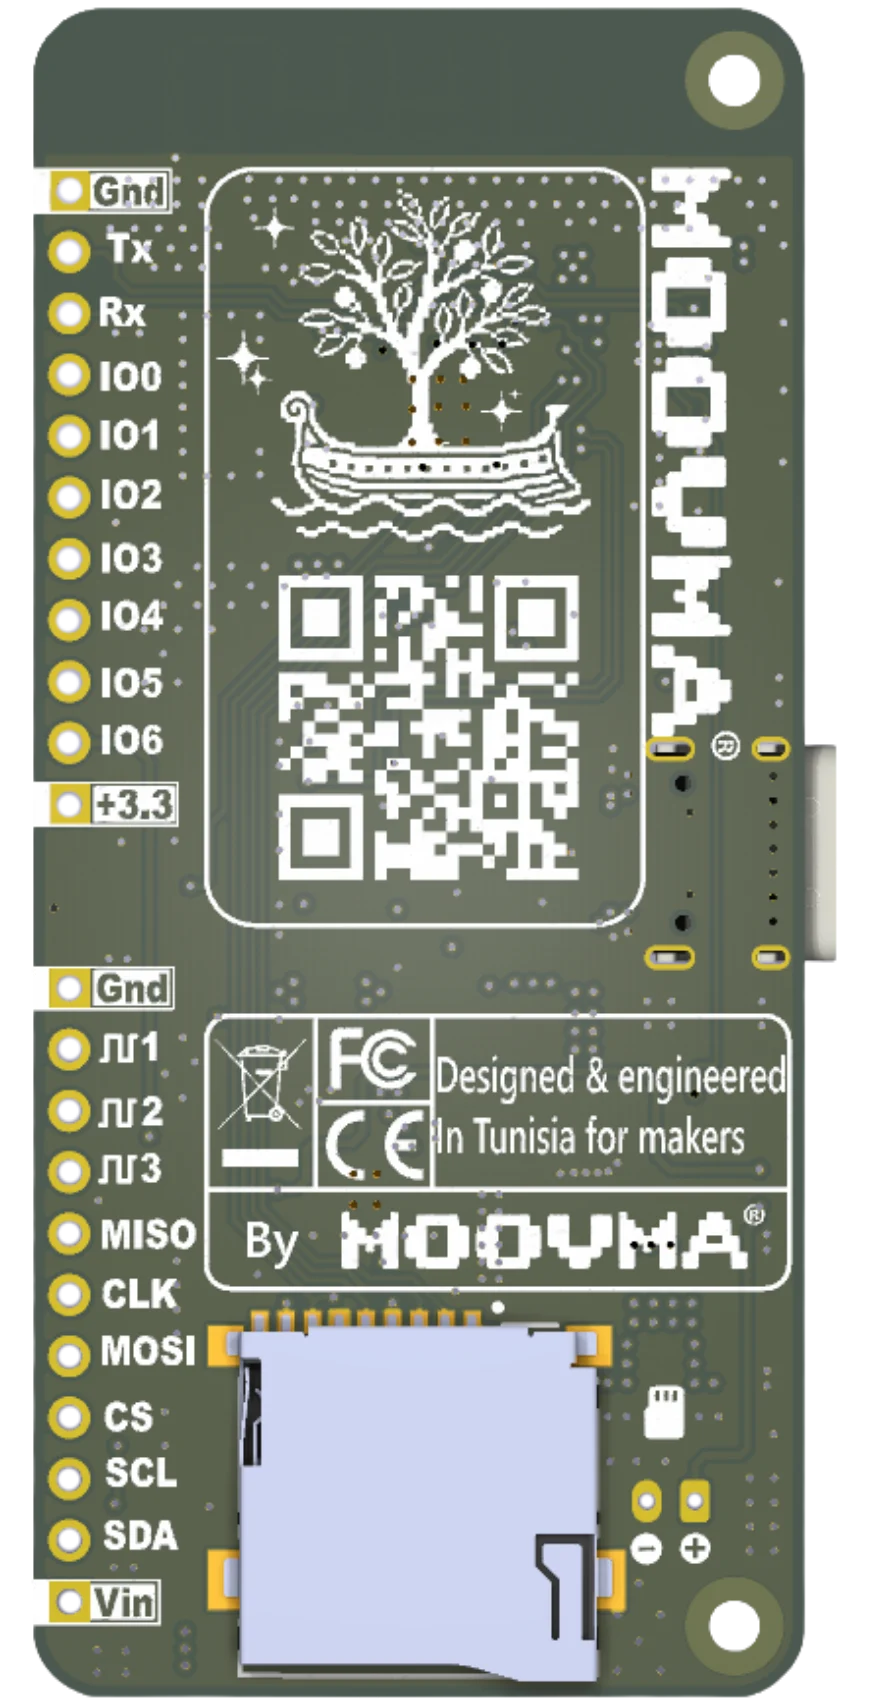 Gnd
Tx
Rx
IO0
IO1
IO2
IO3
IO4
IO5
IO6
+3.3
Gnd
1
2
3
MISO
CLK
MOSI
CS
SCL
SDA
Vin
MOOVMA®
FC
CE
Designed & engineered
In Tunisia for makers
By MOOVMA®
- +